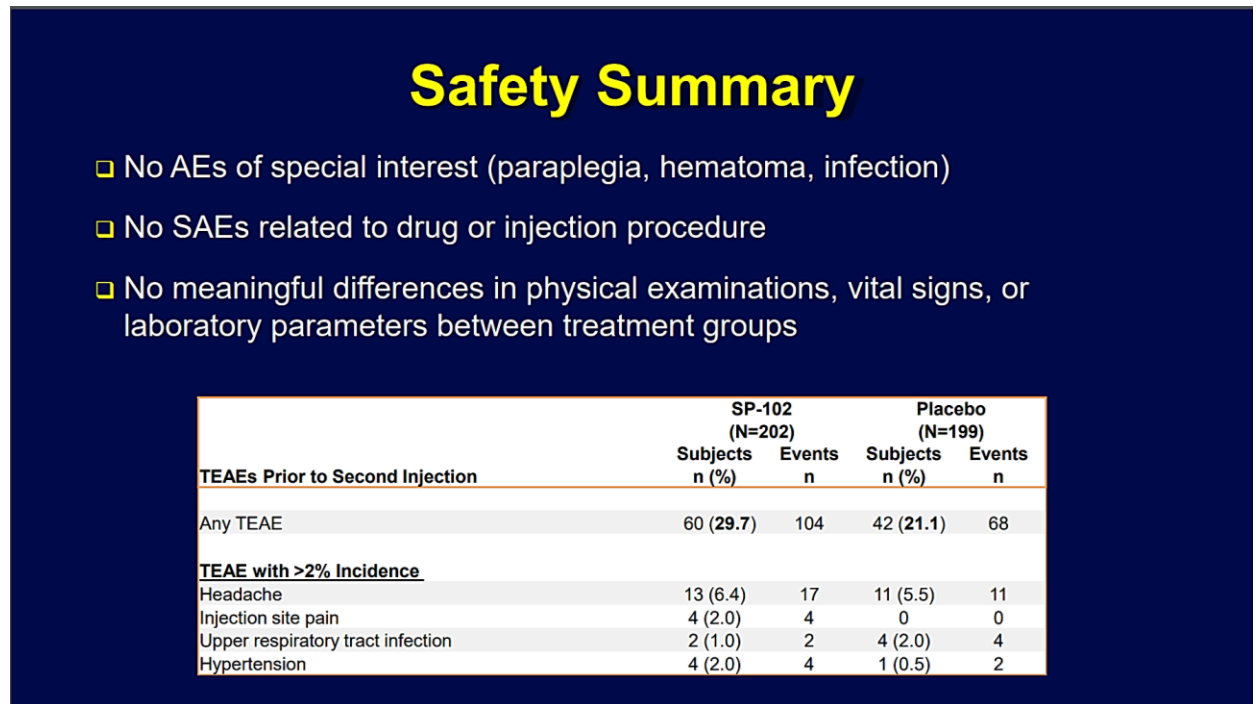 Safety Summary
No AEs of special interest (paraplegia, hematoma, infection)
No SAEs related to drug or injection procedure
No meaningful differences in physical examinations, vital signs, or
laboratory parameters between treatment groups
SP-102 Placebo
(N=202) (N=199)
Subjects Events Subjects Events
TEAEs Prior to Second Injection n (%) n n (%) n
Any TEAE 60 (29.7) 104 42 (21.1) 68
TEAE with >2% Incidence
Headache 13 (6.4) 17 11 (5.5) 11
Injection site pain 4 (2.0) 4 0 0
Upper respiratory tract infection 2 (1.0) 2 4 (2.0) 4
Hypertension 4 (2.0) 4 1 (0.5) 2